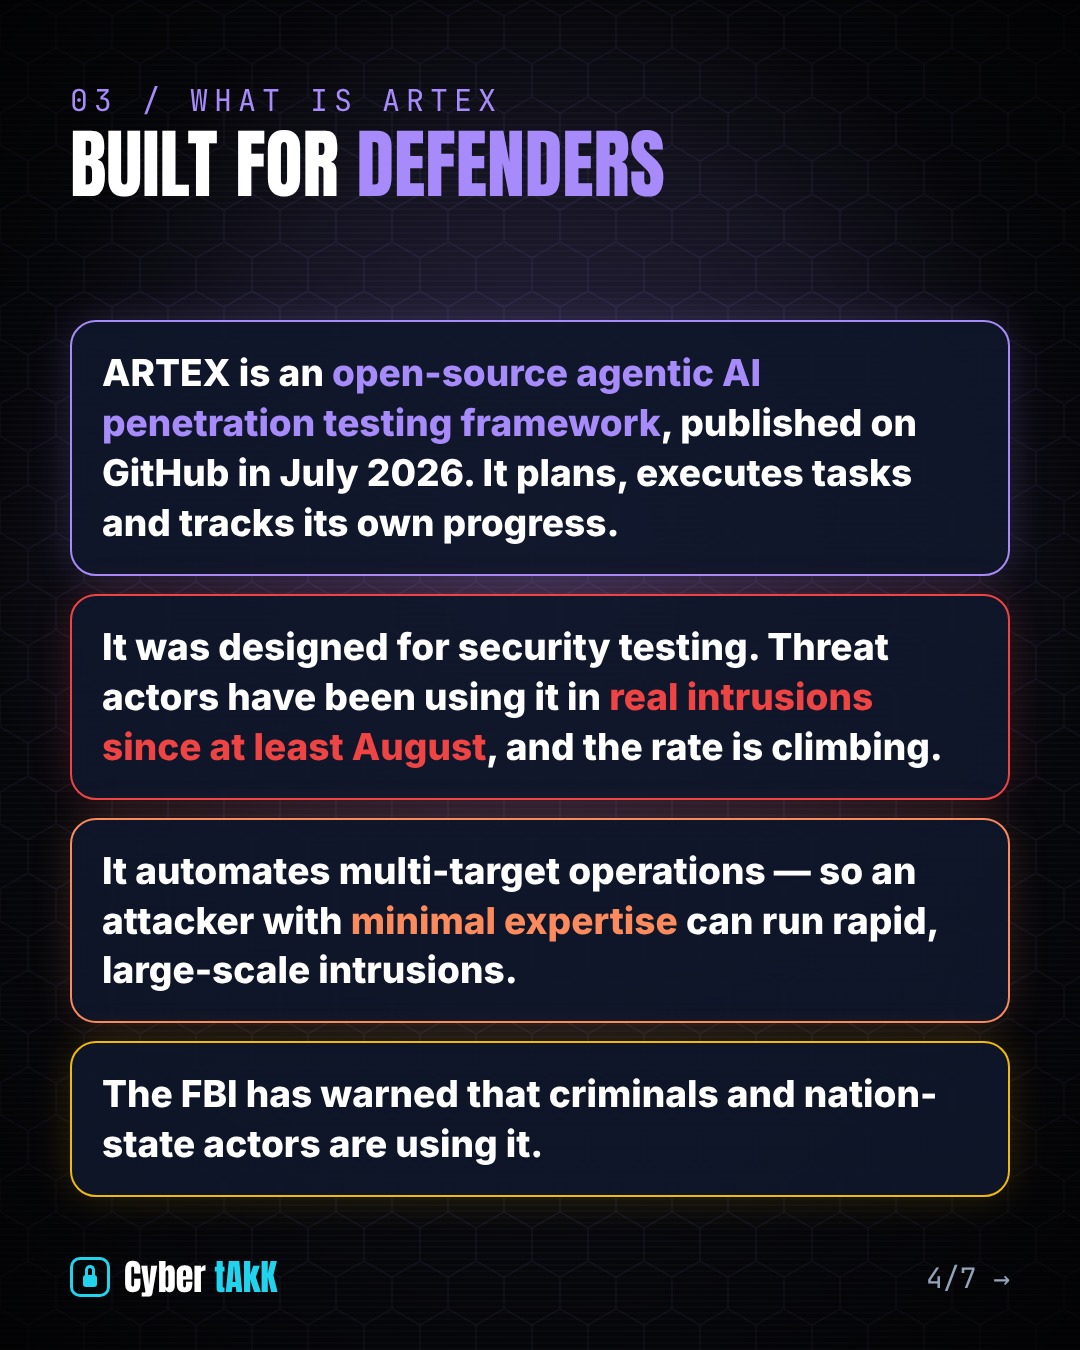 03 / WHAT IS ARTEX
BUILT FOR DEFENDERS
ARTEX is an open-source agentic AI
penetration testing framework, published on
GitHub in July 2026. It plans, executes tasks
and tracks its own progress.
It was designed for security testing. Threat
actors have been using it in real intrusions
since at least August, and the rate is climbing.
It automates multi-target operations — so an
attacker with minimal expertise can run rapid,
large-scale intrusions.
The FBI has warned that criminals and nation-
state actors are using it.
Cyber tAkK
4/7 →